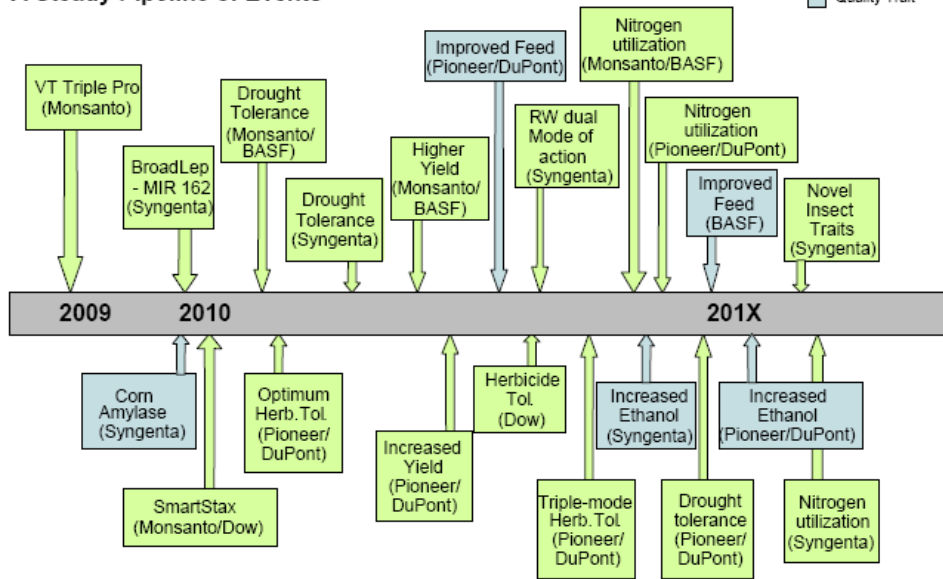 A Steady Pipeline of Events
Quality Trait
VT Triple Pro
(Monsanto)
BroadLep
- MIR 162
(Syngenta)
Drought
Tolerance
(Monsanto/
BASF)
Drought
Tolerance
(Syngenta)
Higher
Yield
(Monsanto/
BASF)
Improved Feed
(Pioneer/DuPont)
RW dual
Mode of
action
(Syngenta)
Nitrogen
utilization
(Monsanto/BASF)
Nitrogen
utilization
(Pioneer/DuPont)
Improved
Feed
(BASF)
Novel
Insect
Traits
(Syngenta)
2009
2010
201X
Corn
Amylase
(Syngenta)
SmartStax
(Monsanto/Dow)
Optimum
Herb.Tol.
(Pioneer/
DuPont)
Increased
Yield
(Pioneer/
DuPont)
Herbicide
Tol.
(Dow)
Triple-mode
Herb.Tol.
(Pioneer/
DuPont)
Increased
Ethanol
(Syngenta)
Drought
tolerance
(Pioneer/
DuPont)
Increased
Ethanol
(Pioneer/DuPont)
Nitrogen
utilization
(Syngenta)